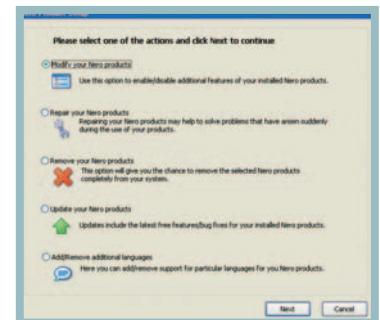 Please select one of the actions and click Next to continue
Modify your Nero products
Use this option to enable/disable additional features of your installed Nero products.
Repair your Nero products
Repairing your Nero products may help to solve problems that have arisen suddenly
during the use of your products.
Remove your Nero products
This option will give you the chance to remove the selected Nero products
completely from your system.
Update your Nero products
Updates include the latest free features/bug fixes for your installed Nero products.
Add/Remove additional languages
Here you can add/remove support for particular languages for you Nero products.
Next
Cancel